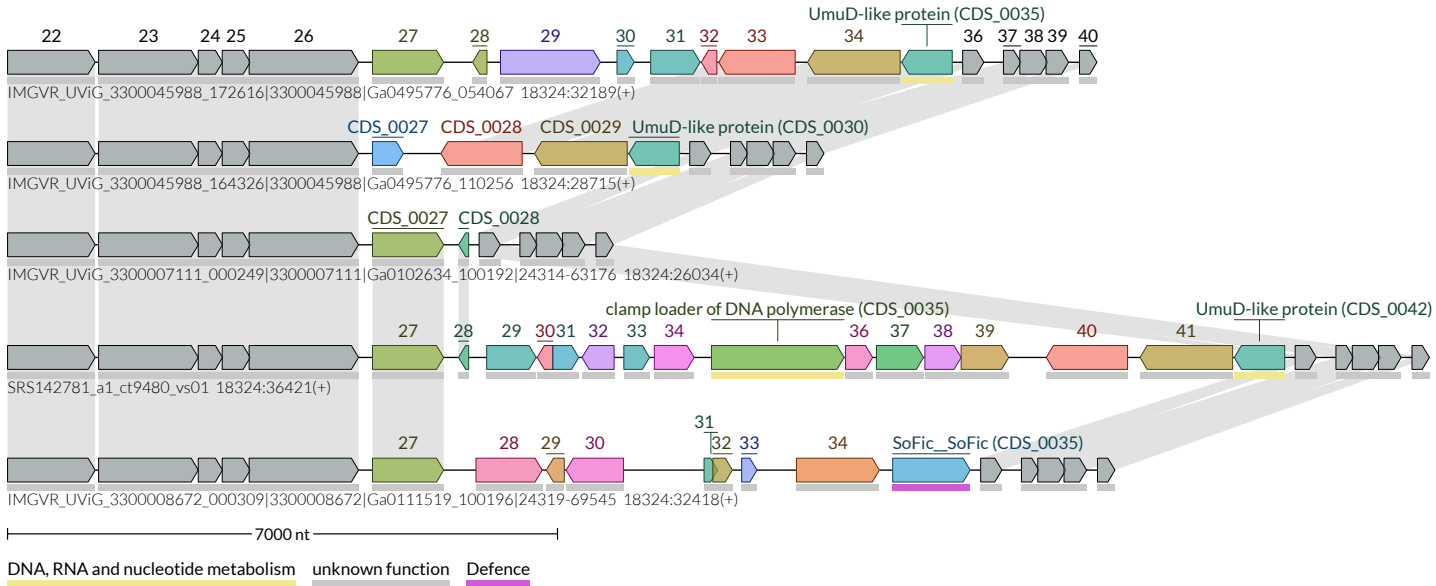 UmuD-like protein (CDS_0035)
22 23 24 25 26 27 28 29 30 31 32 33 34 36 37 38 39 40
IMGVR_UViG_3300045988_172616|3300045988|Ga0495776_054067 18324:32189(+)
CDS_0027 CDS_0028 CDS_0029 UmuD-like protein (CDS_0030)
IMGVR_UViG_3300045988_164326|3300045988|Ga0495776_110256 18324:28715(+)
CDS_0027 CDS_0028
IMGVR_UViG_3300007111_000249|3300007111|Ga0102634_100192|24314-63176 18324:26034(+)
clamp loader of DNA polymerase (CDS_0035) UmuD-like protein (CDS_0042)
27 28 29 30 31 32 33 34 36 37 38 39 40 41
SRS142781_a1_ct9480_vs01 18324:36421(+)
31
27 28 29 30 32 33 34 SoFic__SoFic (CDS_0035)
IMGVR_UViG_3300008672_000309|3300008672|Ga0111519_100196|24319-69545 18324:32418(+)
7000 nt
DNA, RNA and nucleotide metabolism unknown function Defence